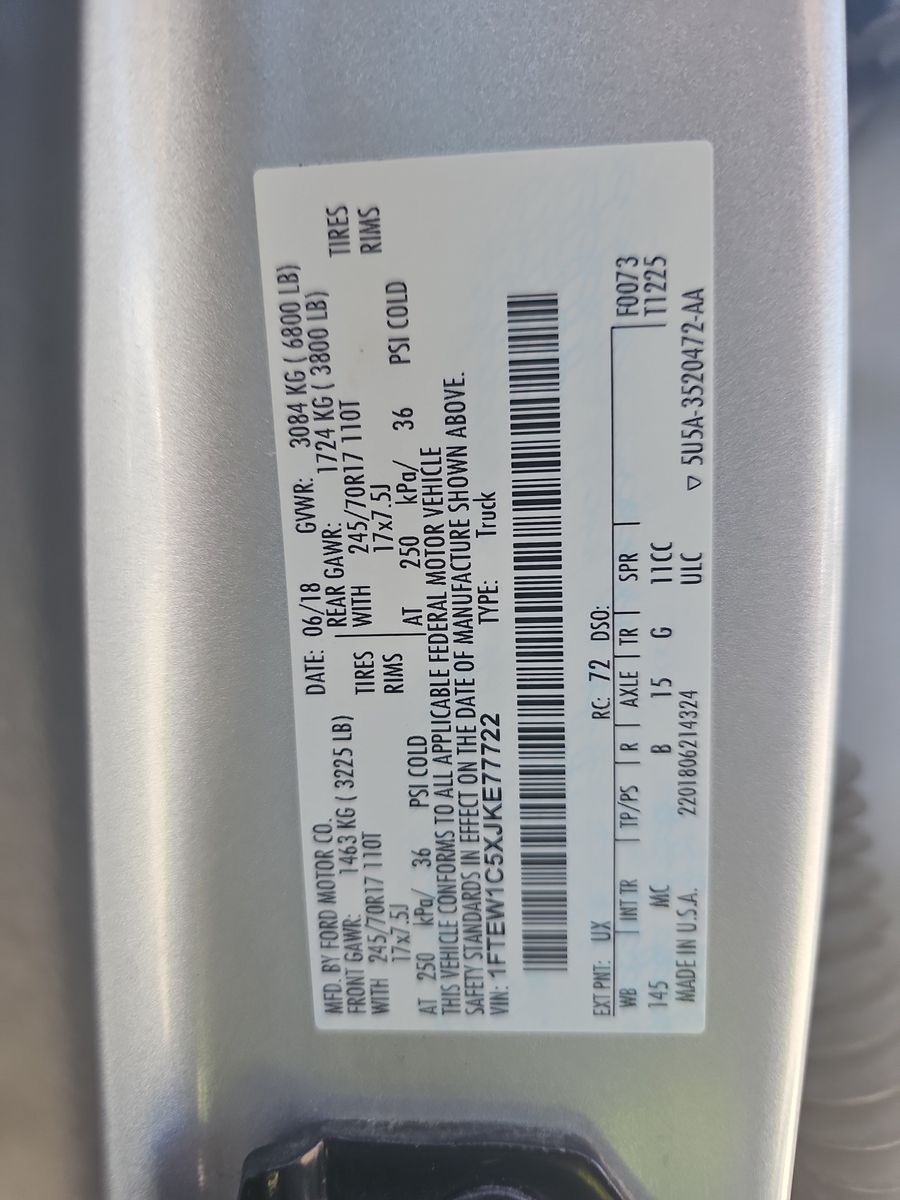 MFD. BY FORD MOTOR CO. DATE: 06/18 GVWR: 3084 KG ( 6800 LB)
FRONT GAWR: 1463 KG ( 3225 LB) REAR GAWR: 1724 KG ( 3800 LB)
WITH 245/70R17 110T TIRES WITH 245/70R17 110T TIRES
17x7.5J RIMS 17x7.5J RIMS
AT 250 kPa/ 36 PSI COLD AT 250 kPa/ 36 PSI COLD
THIS VEHICLE CONFORMS TO ALL APPLICABLE FEDERAL MOTOR VEHICLE
SAFETY STANDARDS IN EFFECT ON THE DATE OF MANUFACTURE SHOWN ABOVE.
VIN: 1FTEW1C5XJKE77722 TYPE: Truck
EXT PNT: UX RC: 72 DSO:
WB INT TR TP/PS R AXLE TR SPR F0073
145 MC B 15 G 11CC T1225
MADE IN U.S.A. 2201806214324 ULC ▽ 5U5A-3520472-AA